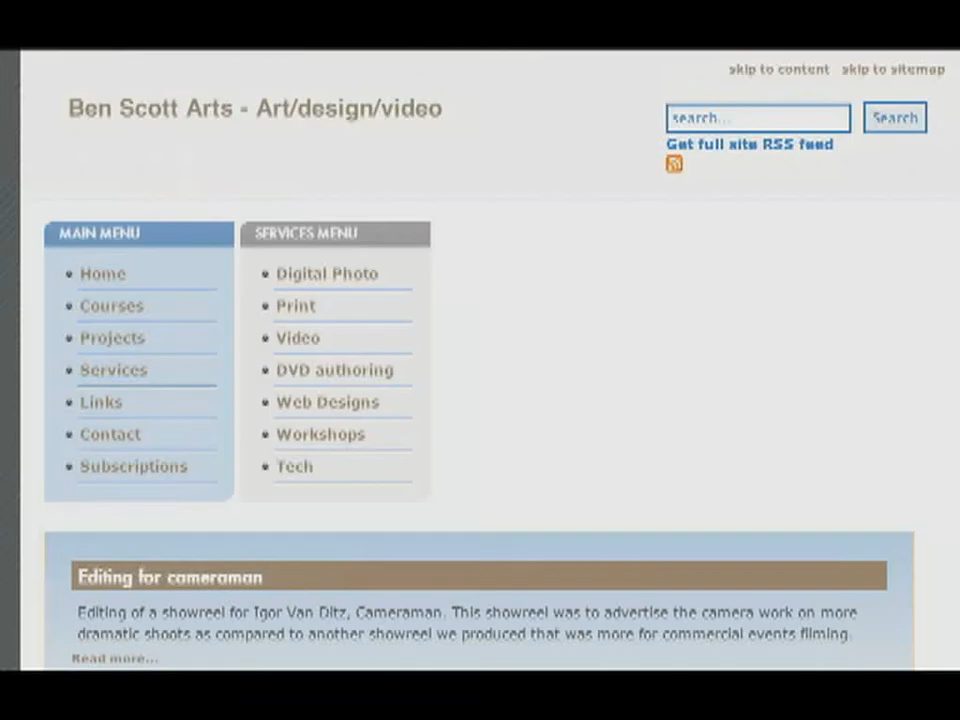 skip to content skip to sitemap
Ben Scott Arts - Art/design/video
search... Search
Get full site RSS feed
MAIN MENU
Home
Courses
Projects
Services
Links
Contact
Subscriptions
SERVICES MENU
Digital Photo
Print
Video
DVD authoring
Web Designs
Workshops
Tech
Editing for cameraman
Editing of a showreel for Igor Van Ditz, Cameraman. This showreel was to advertise the camera work on more
dramatic shoots as compared to another showreel we produced that was more for commercial events filming.
Read more...